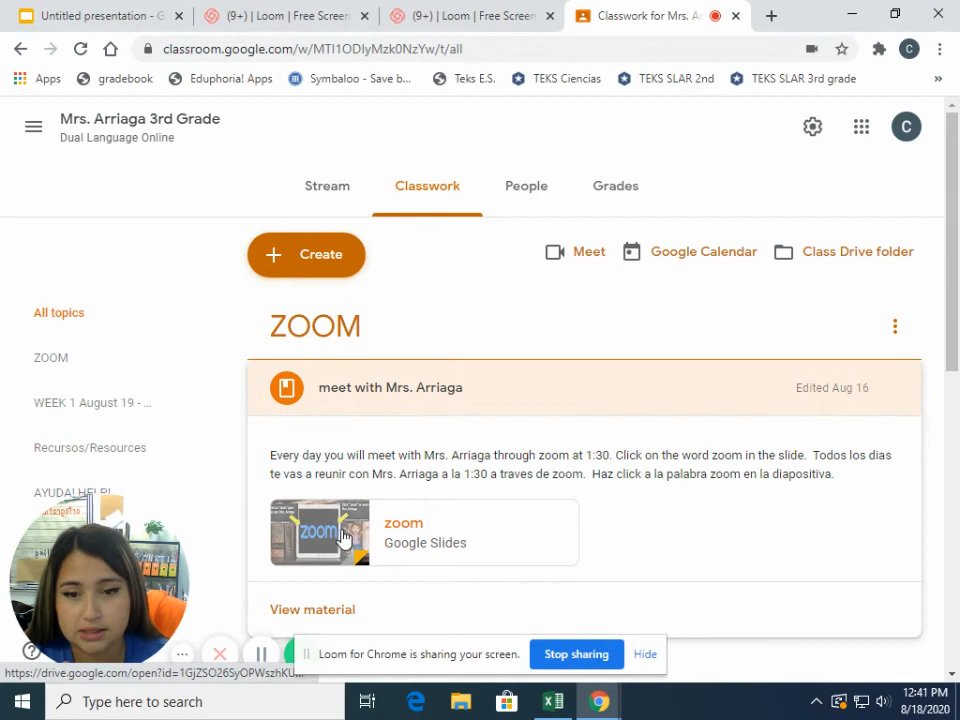 Untitled presentation - G
(9+) Loom | Free Screen
(9+) Loom | Free Screen
Classwork for Mrs. A
classroom.google.com/w/MTI1ODIyMzk0NzYw/t/all
Apps
gradebook
Eduphoria! Apps
Symbaloo - Save b...
Teks E.S.
TEKS Ciencias
TEKS SLAR 2nd
TEKS SLAR 3rd grade
Mrs. Arriaga 3rd Grade
Dual Language Online
C
C
Stream
Classwork
People
Grades
+ Create
Meet
Google Calendar
Class Drive folder
All topics
ZOOM
WEEK 1 August 19 - ...
Recursos/Resources
AYUDA! HELP!
ZOOM
meet with Mrs. Arriaga
Edited Aug 16
Every day you will meet with Mrs. Arriaga through zoom at 1:30. Click on the word zoom in the slide. Todos los dias
te vas a reunir con Mrs. Arriaga a la 1:30 a traves de zoom. Haz click a la palabra zoom en la diapositiva.
zoom
zoom
Google Slides
View material
Loom for Chrome is sharing your screen.
Stop sharing
Hide
https://drive.google.com/open?id=1GjZSO26SyOPWszhKU...
Type here to search
12:41 PM
8/18/2020